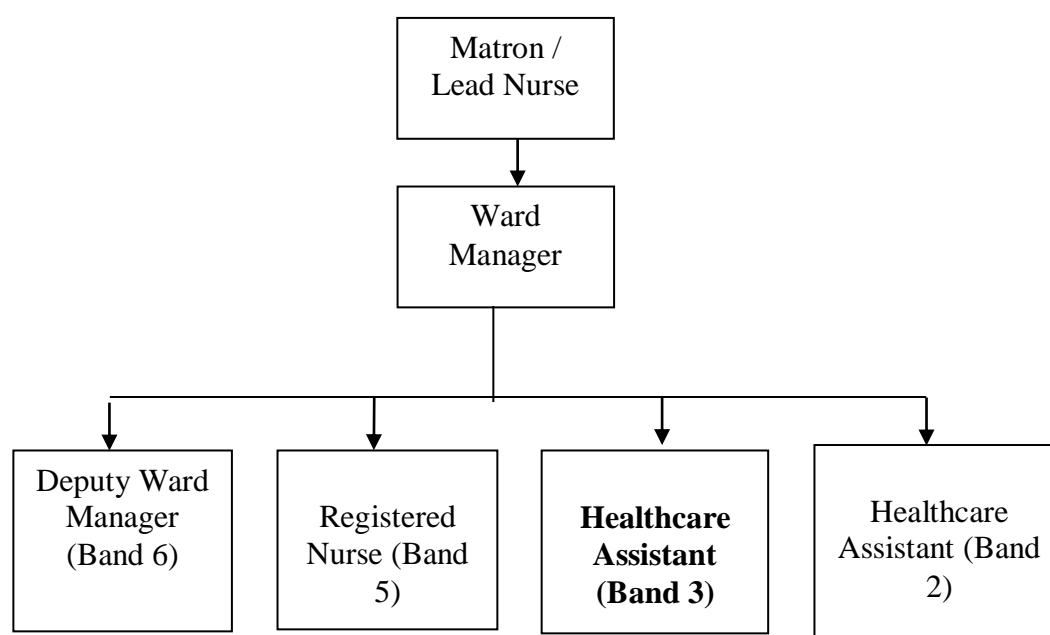 Matron /
Lead Nurse
Ward
Manager
Deputy Ward
Manager
(Band 6)
Registered
Nurse (Band
5)
Healthcare
Assistant
(Band 3)
Healthcare
Assistant (Band
2)